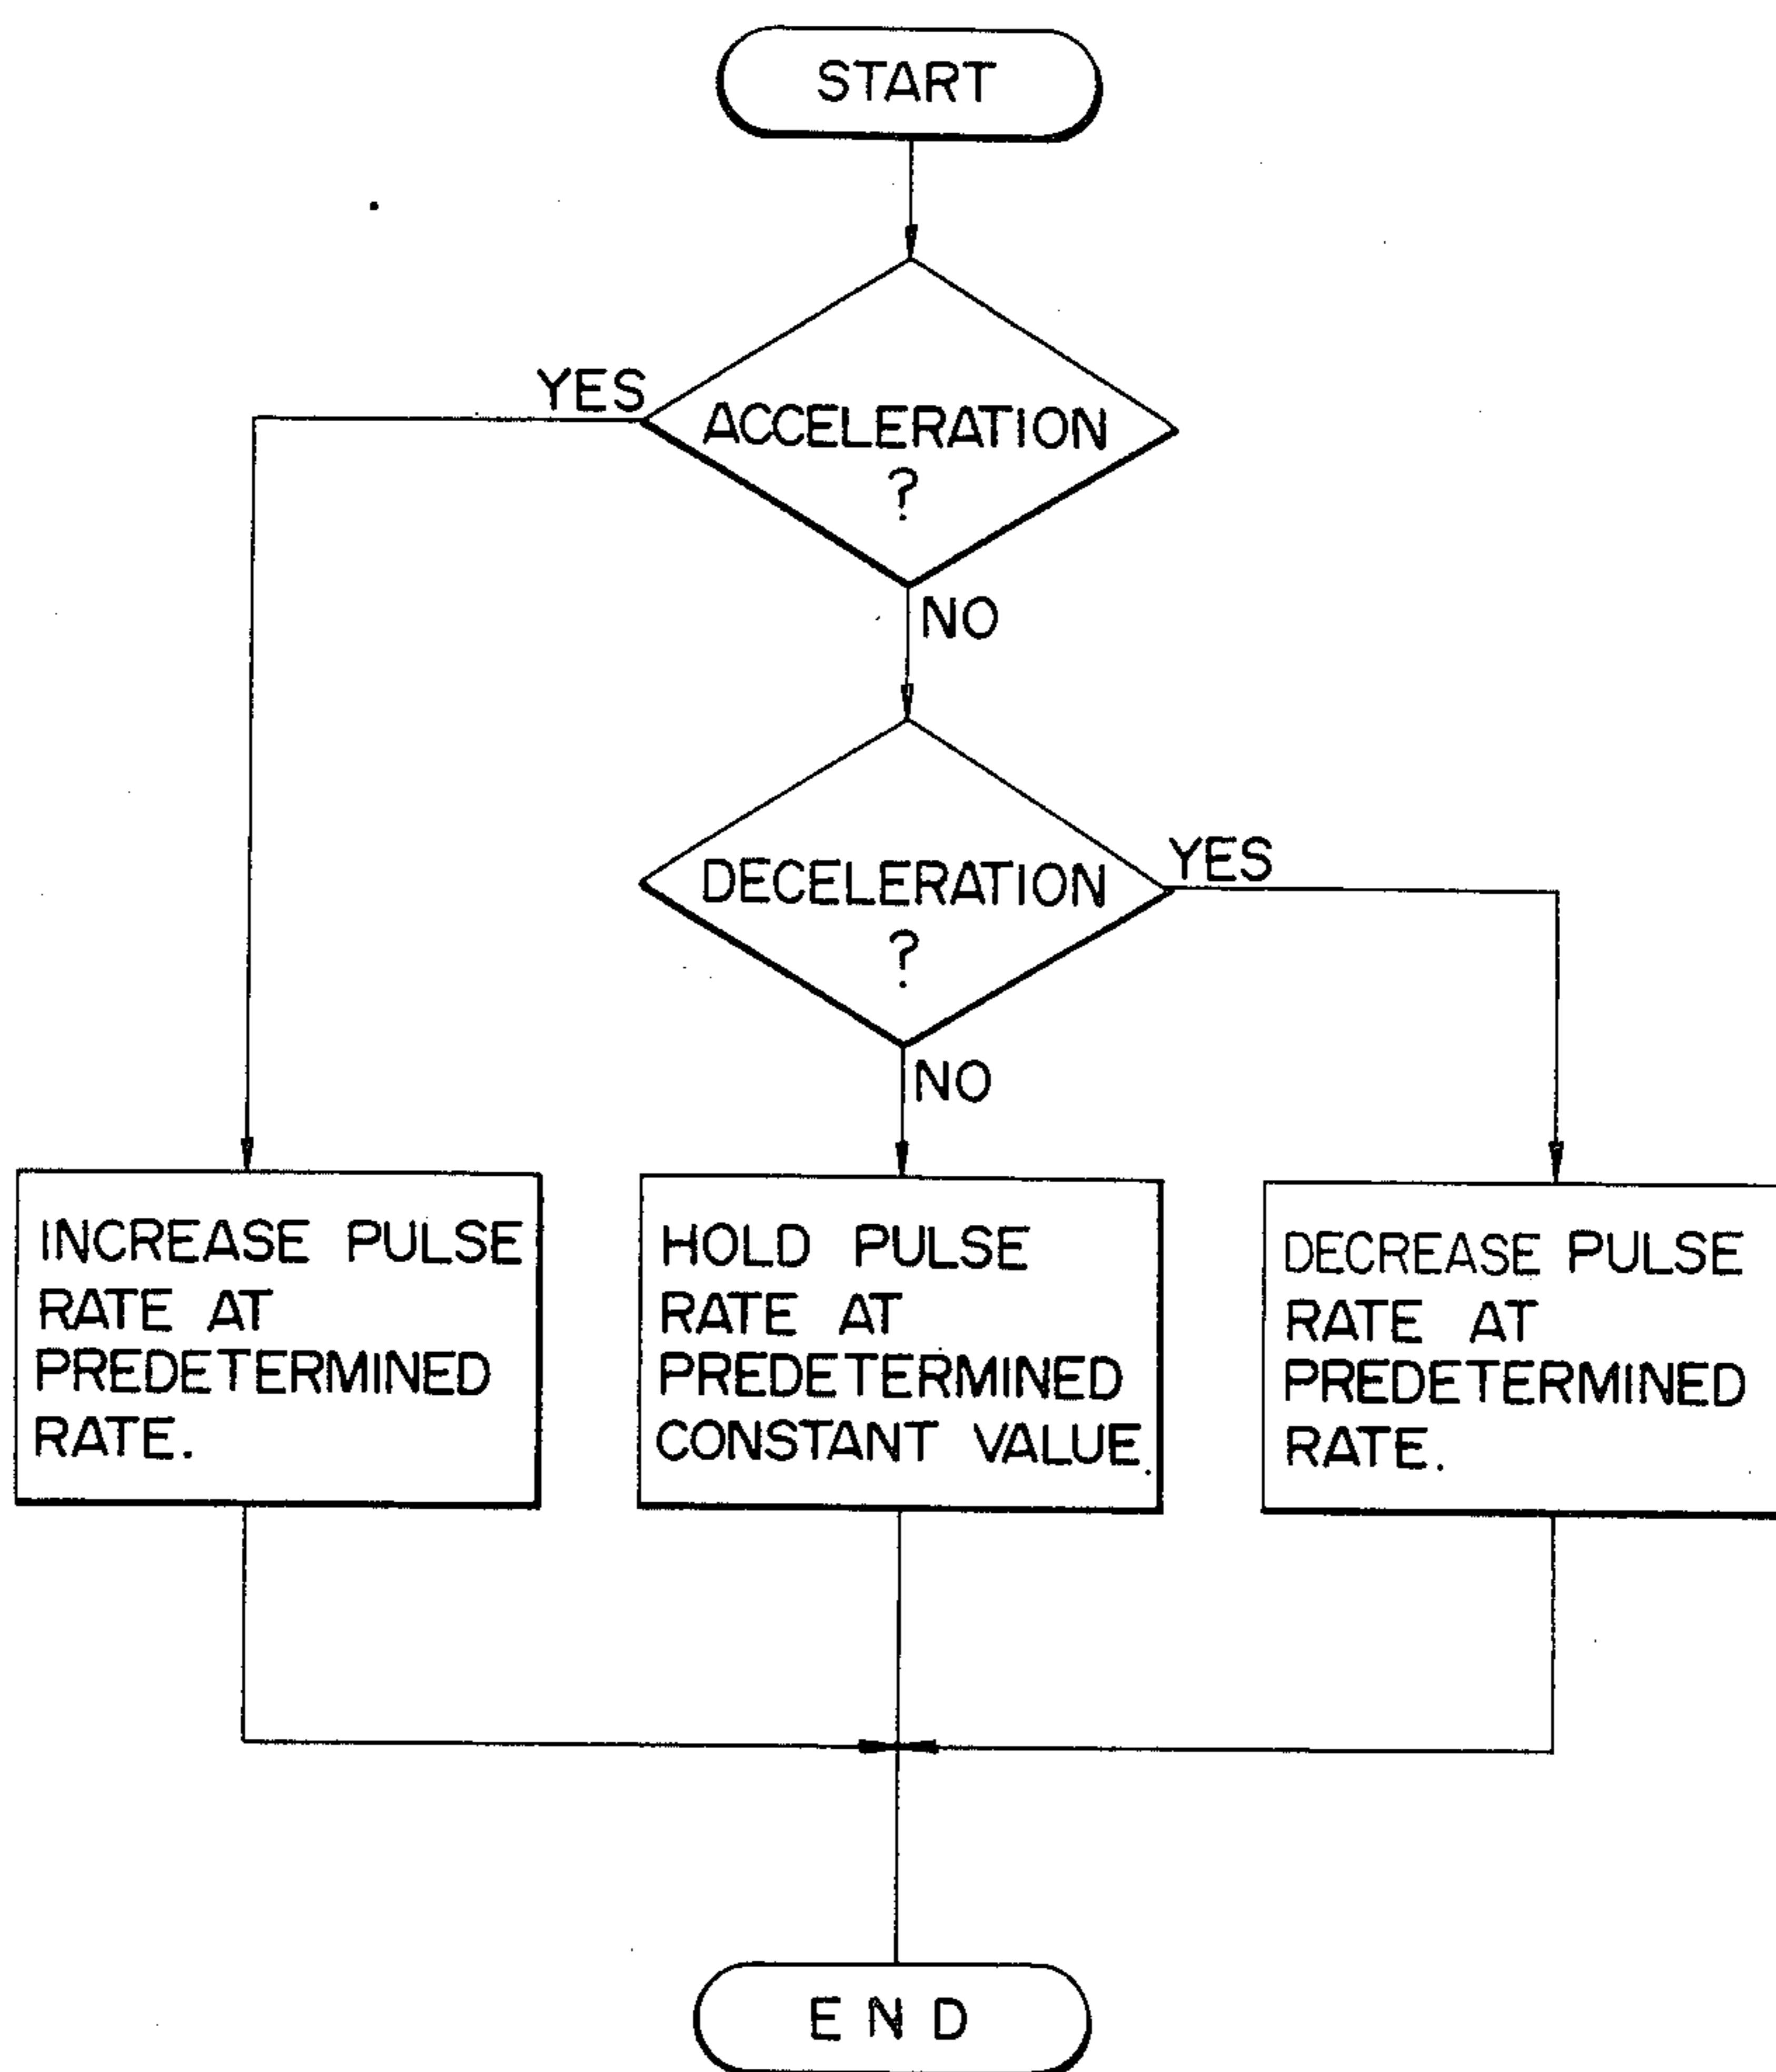 START
YES
ACCELERATION
?
NO
YES
DECELERATION
?
NO
INCREASE PULSE
RATE AT
PREDETERMINED
RATE.
HOLD PULSE
RATE AT
PREDETERMINED
CONSTANT VALUE.
DECREASE PULSE
RATE AT
PREDETERMINED
RATE.
END